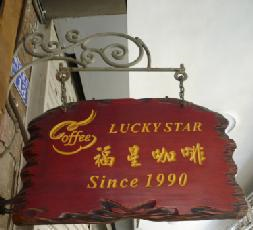 Coffee
LUCKY STAR
福星咖啡
Since 1990